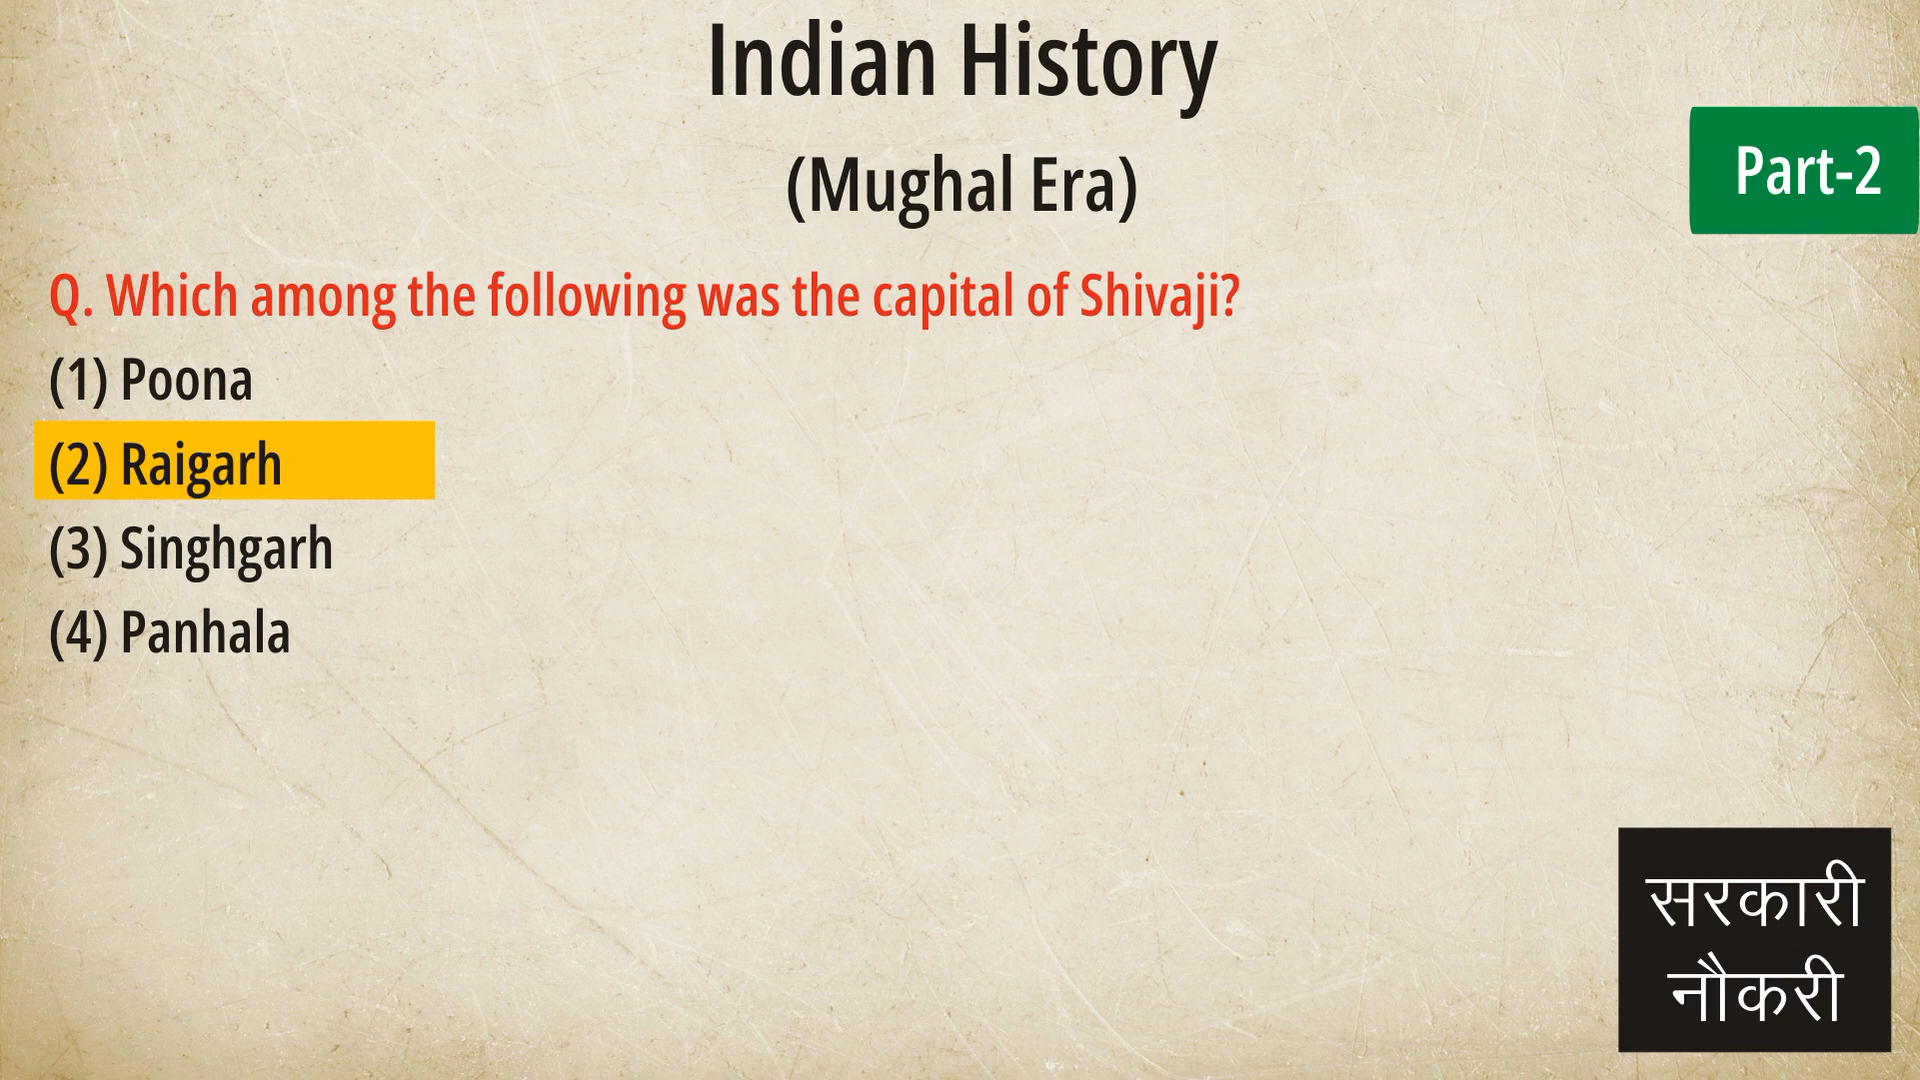 Indian History
(Mughal Era)
Part-2
Q. Which among the following was the capital of Shivaji?
(1) Poona
(2) Raigarh
(3) Singhgarh
(4) Panhala
सरकारी
नौकरी